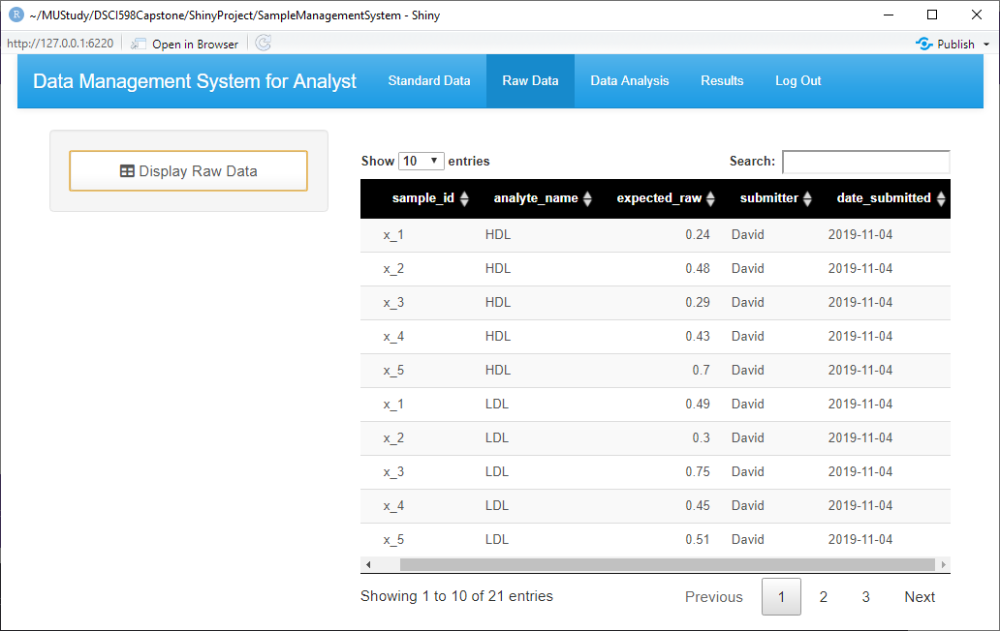 R ~/MUStudy/DSCI598Capstone/ShinyProject/SampleManagementSystem - Shiny
http://127.0.0.1:6220 Open in Browser Publish
Data Management System for Analyst Standard Data Raw Data Data Analysis Results Log Out
Display Raw Data
Show 10 entries Search:
sample_id analyte_name expected_raw submitter date_submitted
x_1 HDL 0.24 David 2019-11-04
x_2 HDL 0.48 David 2019-11-04
x_3 HDL 0.29 David 2019-11-04
x_4 HDL 0.43 David 2019-11-04
x_5 HDL 0.7 David 2019-11-04
x_1 LDL 0.49 David 2019-11-04
x_2 LDL 0.3 David 2019-11-04
x_3 LDL 0.75 David 2019-11-04
x_4 LDL 0.45 David 2019-11-04
x_5 LDL 0.51 David 2019-11-04
Showing 1 to 10 of 21 entries Previous 1 2 3 Next